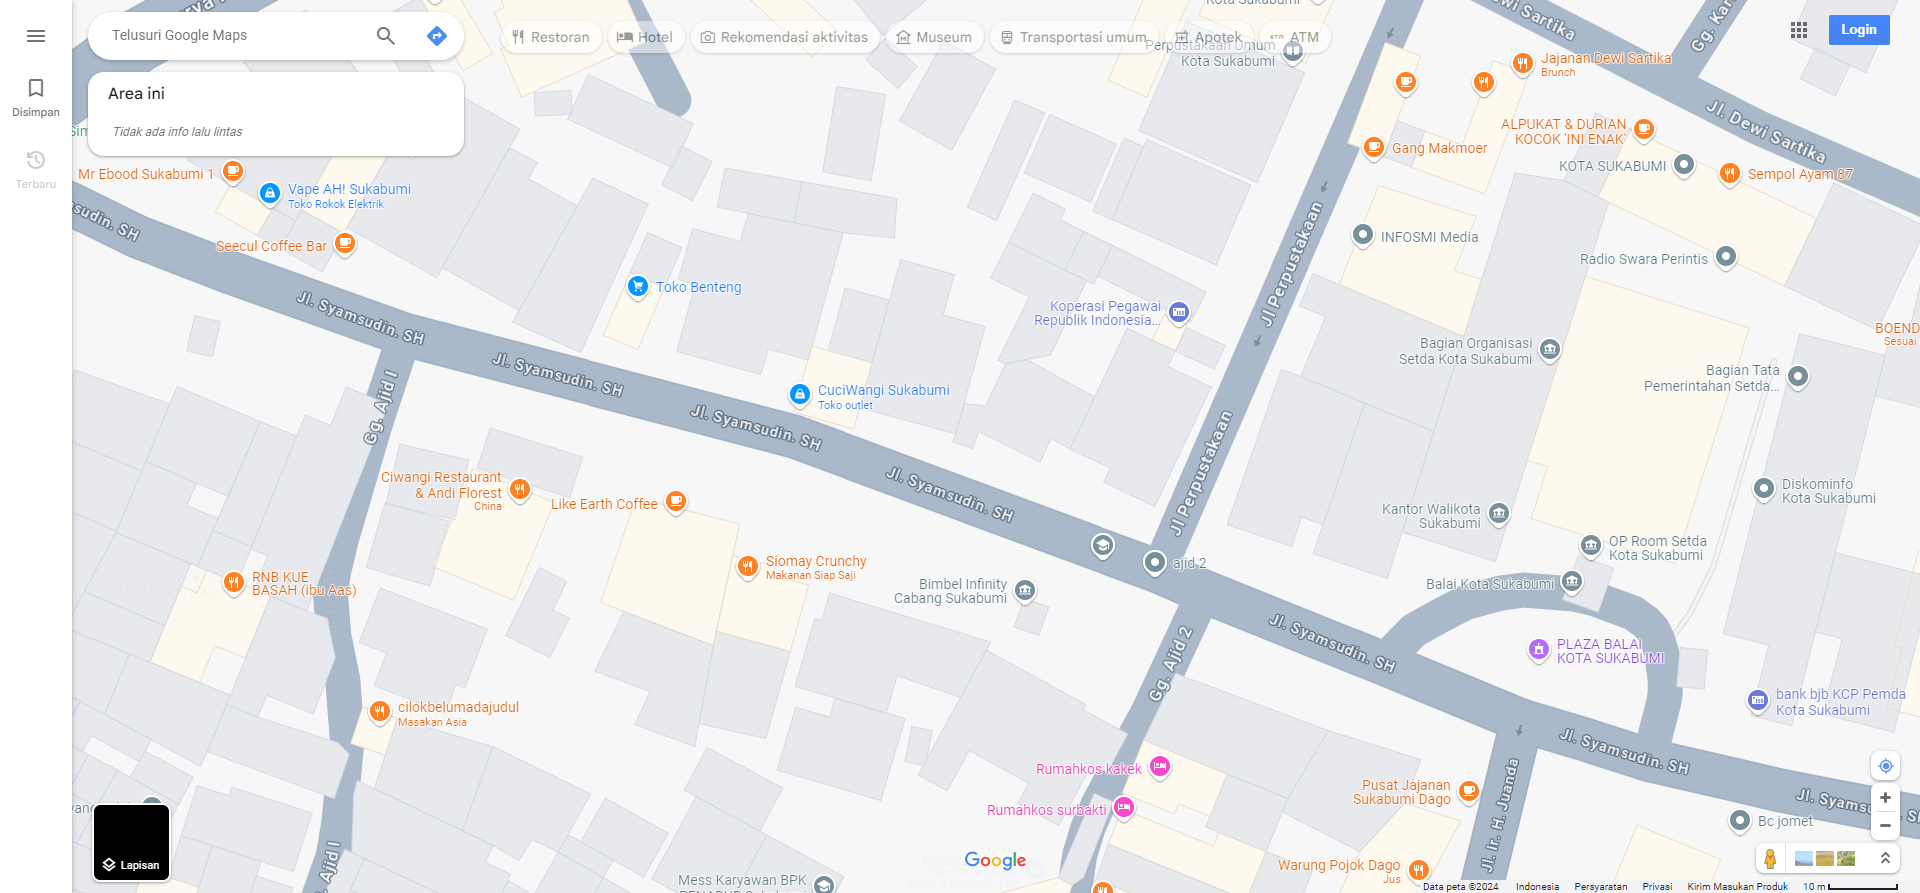 Telusuri Google Maps
Restoran
Hotel
Rekomendasi aktivitas
Museum
Transportasi umum
Apotek
ATM
Login
Disimpan
Terbaru
Area ini
Tidak ada info lalu lintas
Perpustakaan Umum
Kota Sukabumi
Jl. Dewi Sartika
Jajanan Dewi Sartika
Brunch
ALPUKAT & DURIAN
KOCOK 'INI ENAK'
Gang Makmoer
KOTA SUKABUMI
Sempol Ayam 87
Mr Ebood Sukabumi 1
Vape AH! Sukabumi
Toko Rokok Elektrik
Seecul Coffee Bar
INFOSMI Media
Radio Swara Perintis
Jl Perpustakaan
Toko Benteng
Koperasi Pegawai
Republik Indonesia...
Jl. Syamsudin. SH
Jl. Syamsudin. SH
Jl. Syamsudin. SH
Jl. Syamsudin. SH
Bagian Organisasi
Setda Kota Sukabumi
Bagian Tata
Pemerintahan Setda...
BOEND
Sesuai
CuciWangi Sukabumi
Toko outlet
Gg. Ajid I
Jl Perpustakaan
Ciwangi Restaurant
& Andi Florest
China
Like Earth Coffee
Kantor Walikota
Sukabumi
Diskominfo
Kota Sukabumi
OP Room Setda
Kota Sukabumi
Siomay Crunchy
Makanan Siap Saji
ajid 2
RNB KUE
BASAH (ibu Aas)
Bimbel Infinity
Cabang Sukabumi
Balai Kota Sukabumi
Jl. Syamsudin. SH
PLAZA BALAI
KOTA SUKABUMI
Gg. Ajid 2
bank bjb KCP Pemda
Kota Sukabumi
cilokbelumadajudul
Masakan Asia
Jl. Syamsudin. SH
Rumahkos kakek
Rumahkos surbakti
Pusat Jajanan
Sukabumi Dago
Jl. Ir. H. Juanda
Bc jomet
Warung Pojok Dago
Jus
Mess Karyawan BPK
Lapisan
Google
Data peta ©2024
Indonesia
Persyaratan
Privasi
Kirim Masukan Produk
10 m